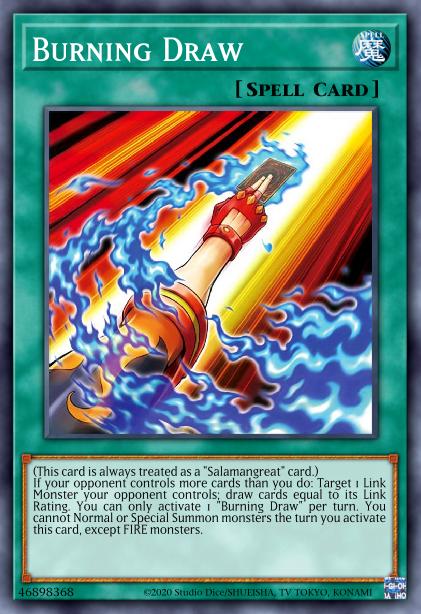 BURNING DRAW
SPELL
魔
[SPELL CARD]
(This card is always treated as a "Salamangreat" card.)
If your opponent controls more cards than you do: Target 1 Link
Monster your opponent controls; draw cards equal to its Link
Rating. You can only activate 1 "Burning Draw" per turn. You
cannot Normal or Special Summon monsters the turn you activate
this card, except FIRE monsters.
46898368
©2020 Studio Dice/SHUEISHA, TV TOKYO, KONAMI